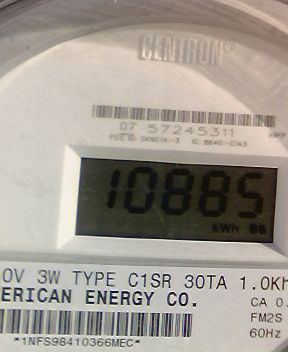 CENTRON®
07 57245311
10885
kWh
0V 3W TYPE C1SR 30TA 1.0Kh
ERICAN ENERGY CO.
CA 0.
FM2S
60Hz
*1NFS98410366MEC*